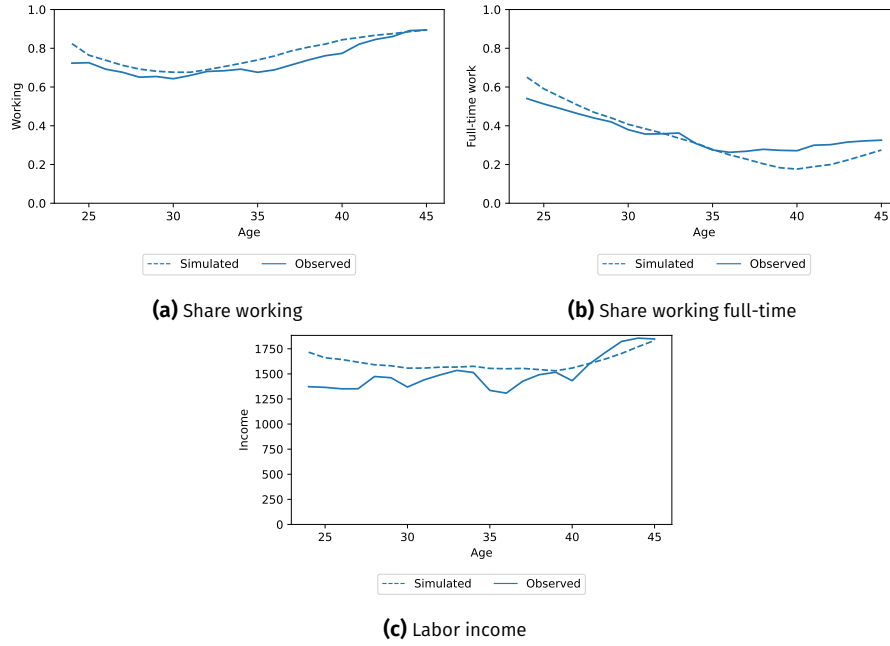 1.0
0.8
0.6
0.4
0.2
0.0
Working
25 30 35 40 45
Age
Simulated Observed
(a) Share working
1.0
0.8
0.6
0.4
0.2
0.0
Full-time work
25 30 35 40 45
Age
Simulated Observed
(b) Share working full-time
1750
1500
1250
1000
750
500
250
0
Income
25 30 35 40 45
Age
Simulated Observed
(c) Labor income